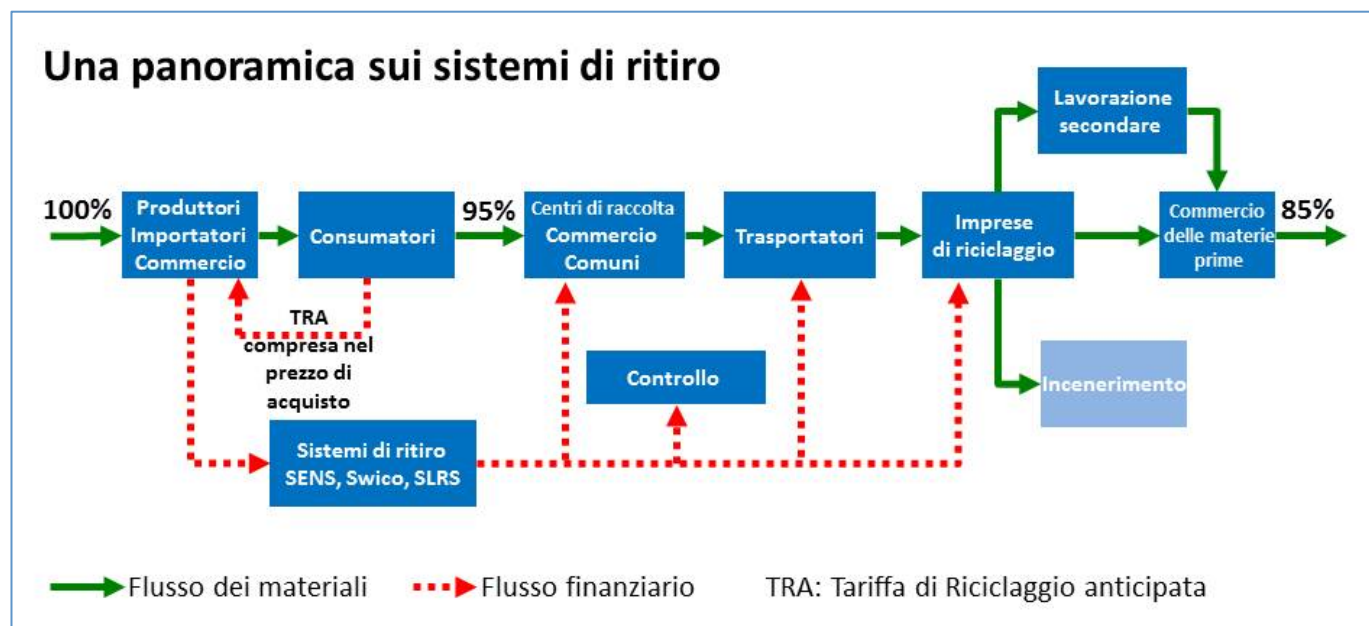 Una panoramica sui sistemi di ritiro
Lavorazione
secondare
100%
Produttori
Importatori
Commercio
Consumatori
95%
Centri di raccolta
Commercio
Comuni
Trasportatori
Imprese
di riciclaggio
Commercio
delle materie
prime
85%
TRA
compresa nel
prezzo di
acquisto
Controllo
Incenerimento
Sistemi di ritiro
SENS, Swico, SLRS
Flusso dei materiali
Flusso finanziario
TRA: Tariffa di Riciclaggio anticipata